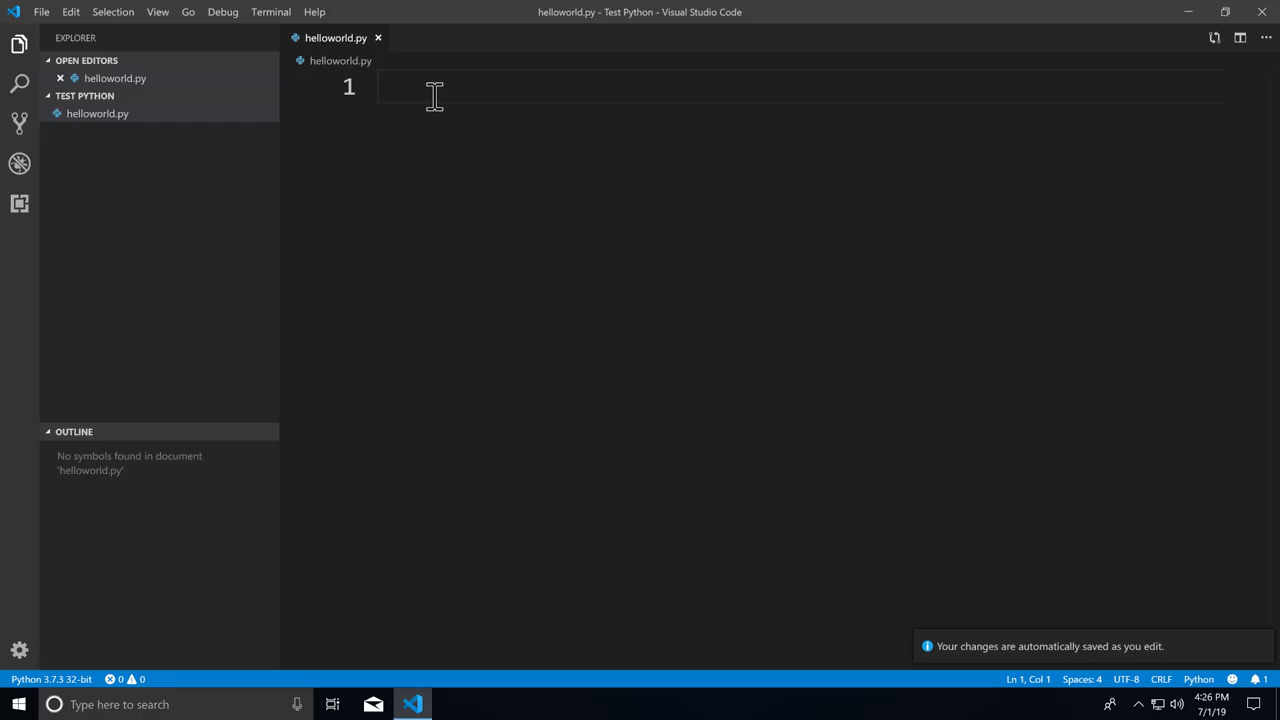 File Edit Selection View Go Debug Terminal Help
helloworld.py - Test Python - Visual Studio Code
EXPLORER
helloworld.py
OPEN EDITORS
helloworld.py
helloworld.py
TEST PYTHON
helloworld.py
1
OUTLINE
No symbols found in document
'helloworld.py'
Your changes are automatically saved as you edit.
Python 3.7.3 32-bit 0 0 Ln 1, Col 1 Spaces: 4 UTF-8 CRLF Python 1
Type here to search
4:26 PM
7/1/19